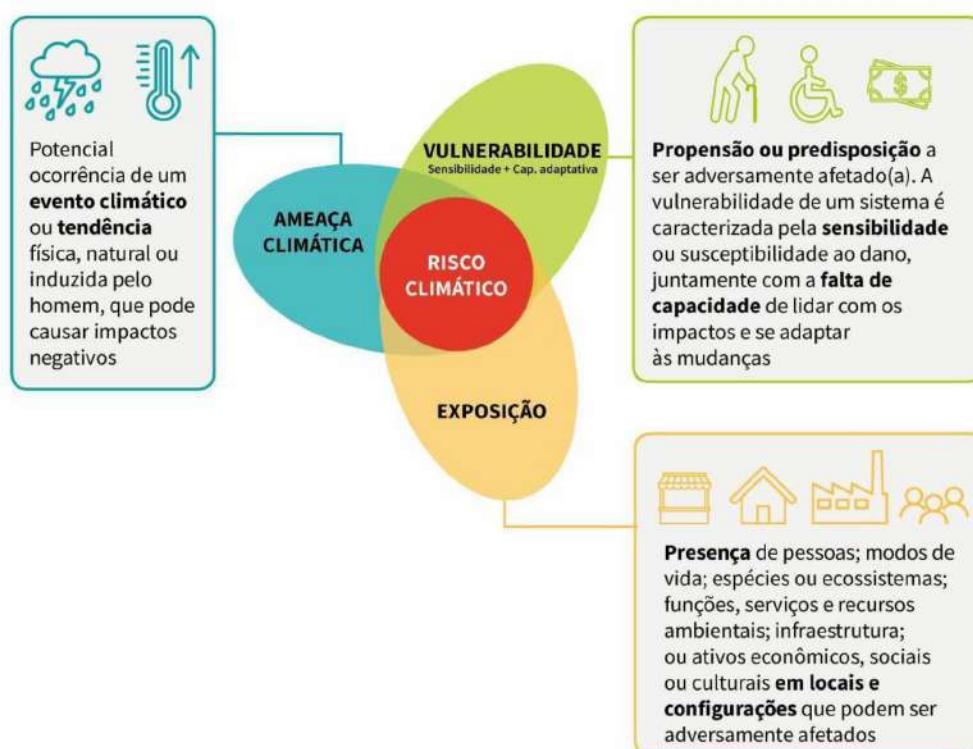 Potencial
ocorrência de um
evento climático
ou tendência
física, natural ou
induzida pelo
homem, que pode
causar impactos
negativos
AMEAÇA
CLIMÁTICA
VULNERABILIDADE
Sensibilidade + Cap. adaptativa
RISCO
CLIMÁTICO
EXPOSIÇÃO
$
Propensão ou predisposição a
ser adversamente afetado(a). A
vulnerabilidade de um sistema é
caracterizada pela sensibilidade
ou susceptibilidade ao dano,
juntamente com a falta de
capacidade de lidar com os
impactos e se adaptar
às mudanças
Presença de pessoas; modos de
vida; espécies ou ecossistemas;
funções, serviços e recursos
ambientais; infraestrutura;
ou ativos econômicos, sociais
ou culturais em locais e
configurações que podem ser
adversamente afetados